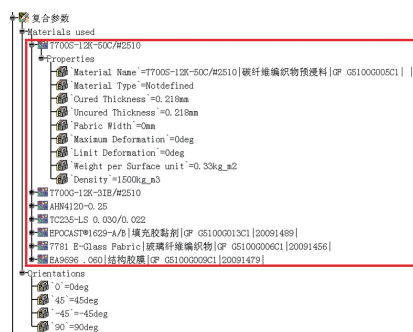 复合参数
Materials used
T700S-12K-50C/#2510
Properties
`Material Name`=T700S-12K-50C/#2510|碳纤维编织物预浸料|GF G5100G005C1| |
`Material Type`=Notdefined
`Cured Thickness`=0.218mm
`Uncured Thickness`=0.218mm
`Fabric Width`=0mm
`Maximum Deformation`=0deg
`Limit Deformation`=0deg
`Weight per Surface unit`=0.33kg_m2
`Density`=1500kg_m3
T700G-12K-31E/#2510
AHN4120-0.25
TC235-LS 0.030/0.022
EPOCAST®1629-A/B|填充胶黏剂|GF G5100G013C1|20091489|
7781 E-Glass Fabric|玻璃纤维编织物|GF G5100G006C1|20091456|
EA9696 .060|结构胶膜|GF G5100G009C1|20091479|
Orientations
`0`=0deg
`45`=45deg
`-45`=-45deg
`90`=90deg